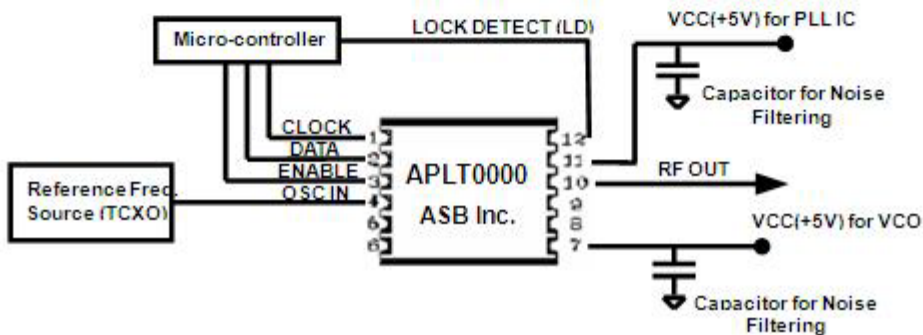 Micro-controller
LOCK DETECT (LD)
VCC(+5V) for PLL IC
Capacitor for Noise
Filtering
CLOCK
DATA
ENABLE
OSC IN
1
2
3
4
5
6
APLT0000
ASB Inc.
12
11
10
9
8
7
RF OUT
Reference Freq.
Source (TCXO)
VCC(+5V) for VCO
Capacitor for Noise
Filtering